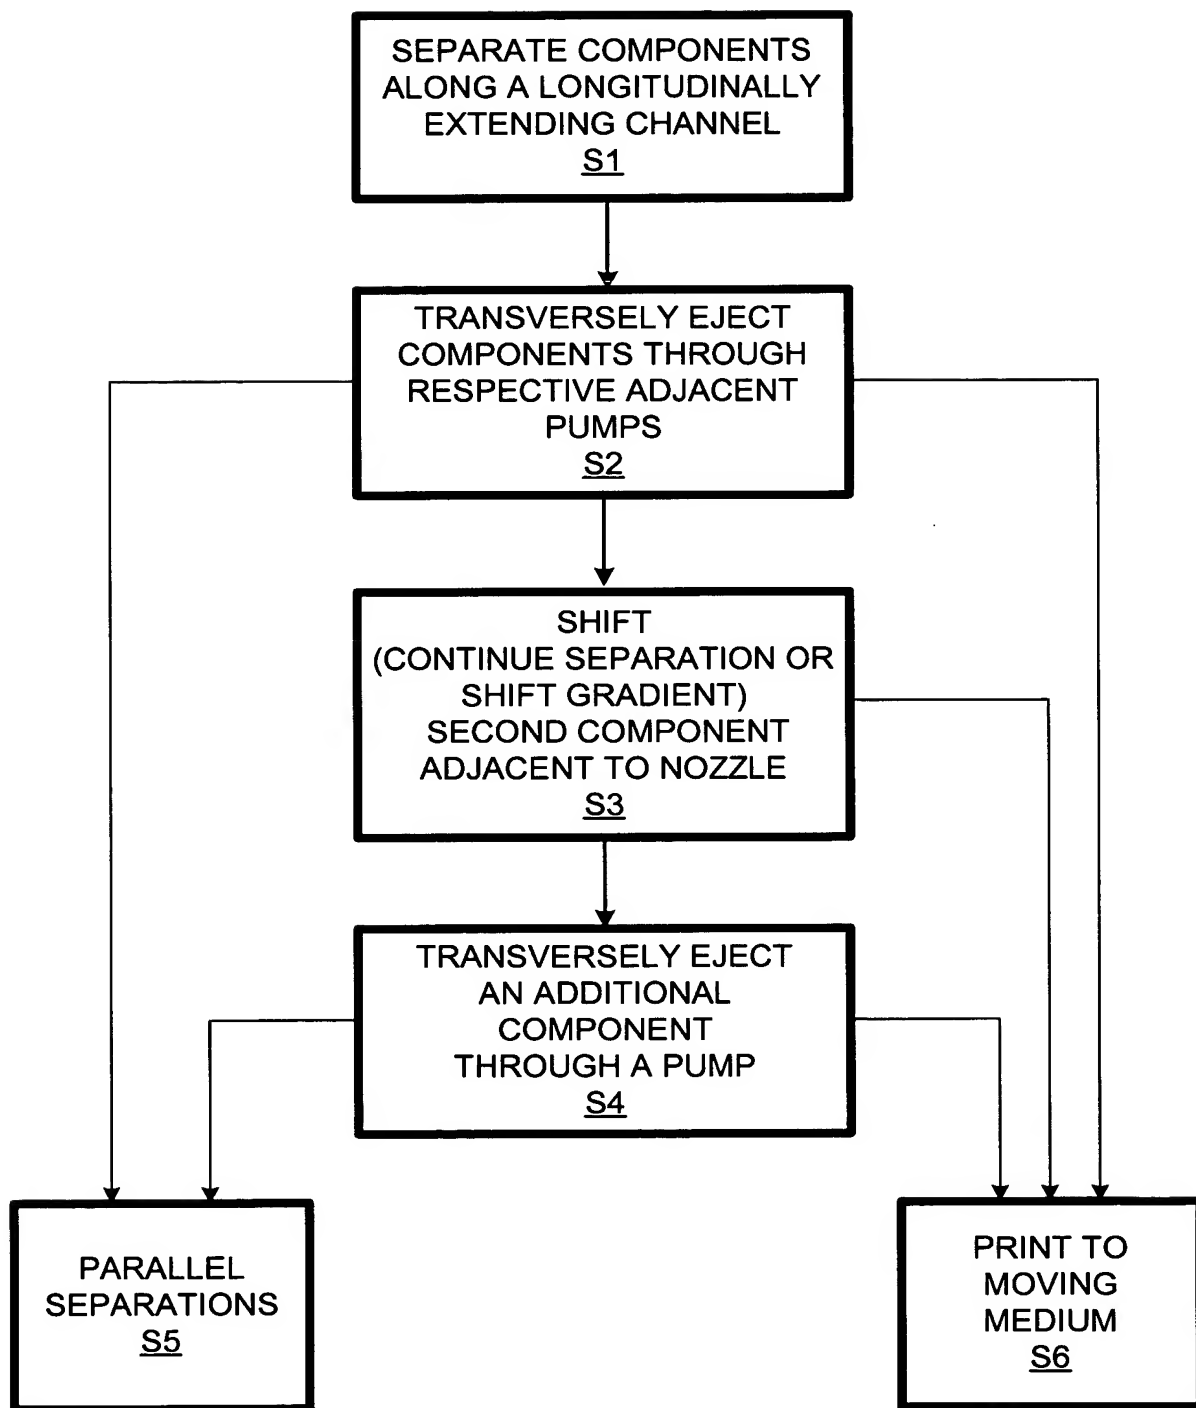 SEPARATE COMPONENTS
ALONG A LONGITUDINALLY
EXTENDING CHANNEL
S1
TRANSVERSELY EJECT
COMPONENTS THROUGH
RESPECTIVE ADJACENT
PUMPS
S2
SHIFT
(CONTINUE SEPARATION OR
SHIFT GRADIENT)
SECOND COMPONENT
ADJACENT TO NOZZLE
S3
TRANSVERSELY EJECT
AN ADDITIONAL
COMPONENT
THROUGH A PUMP
S4
PARALLEL
SEPARATIONS
S5
PRINT TO
MOVING
MEDIUM
S6